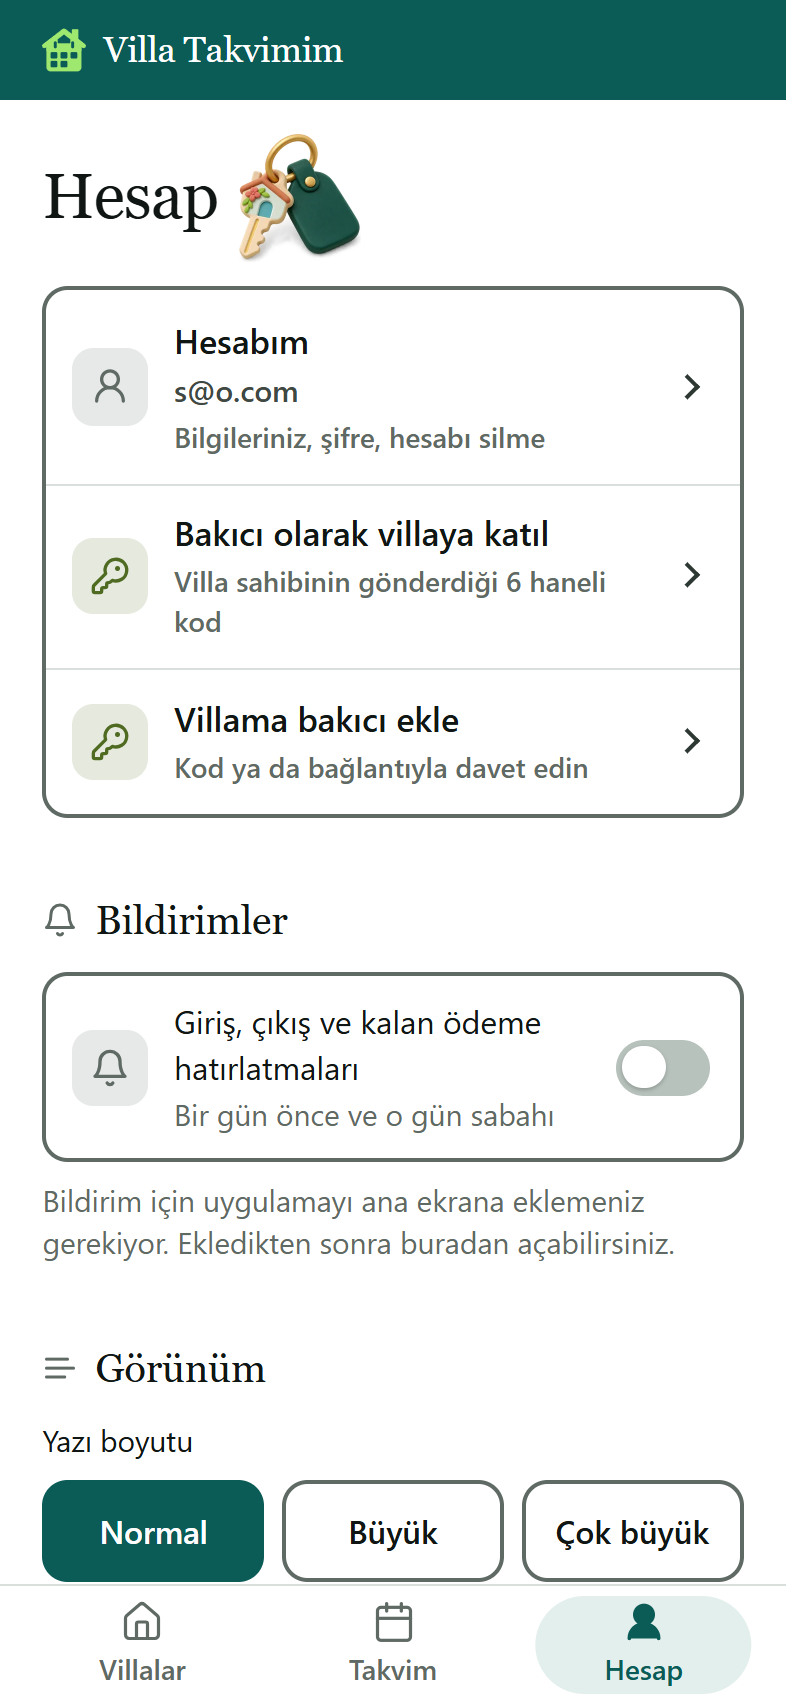 Villa Takvimim
Hesap
Hesabım
s@o.com
Bilgileriniz, şifre, hesabı silme
Bakıcı olarak villaya katıl
Villa sahibinin gönderdiği 6 haneli
kod
Villama bakıcı ekle
Kod ya da bağlantıyla davet edin
Bildirimler
Giriş, çıkış ve kalan ödeme
hatırlatmaları
Bir gün önce ve o gün sabahı
Bildirim için uygulamayı ana ekrana eklemeniz
gerekiyor. Ekledikten sonra buradan açabilirsiniz.
Görünüm
Yazı boyutu
Normal
Büyük
Çok büyük
Villalar
Takvim
Hesap